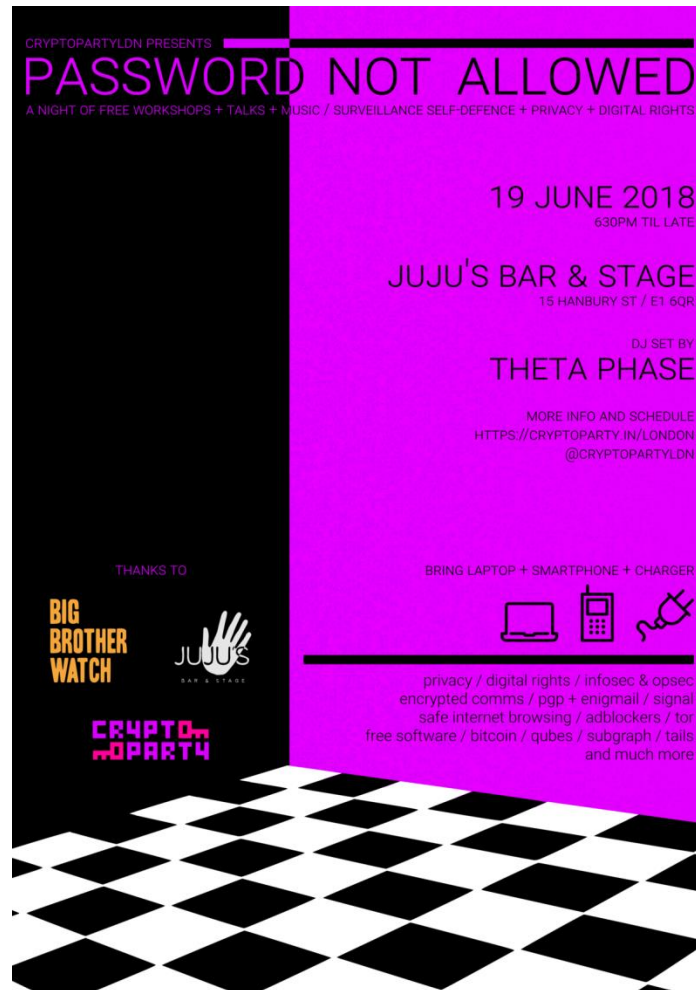 CRYPTOPARTYLDN PRESENTS
PASSWORD NOT ALLOWED
A NIGHT OF FREE WORKSHOPS + TALKS + MUSIC / SURVEILLANCE SELF-DEFENCE + PRIVACY + DIGITAL RIGHTS
19 JUNE 2018
630PM TIL LATE
JUJU'S BAR & STAGE
15 HANBURY ST / E1 6QR
DJ SET BY
THETA PHASE
MORE INFO AND SCHEDULE
HTTPS://CRYPTOPARTY.IN/LONDON
@CRYPTOPARTYLDN
THANKS TO
BIG
BROTHER
WATCH
JUJU'S
BAR & STAGE
CRYPTO
PARTY
BRING LAPTOP + SMARTPHONE + CHARGER
privacy / digital rights / infosec & opsec
encrypted comms / pgp + enigmail / signal
safe internet browsing / adblockers / tor
free software / bitcoin / qubes / subgraph / tails
and much more